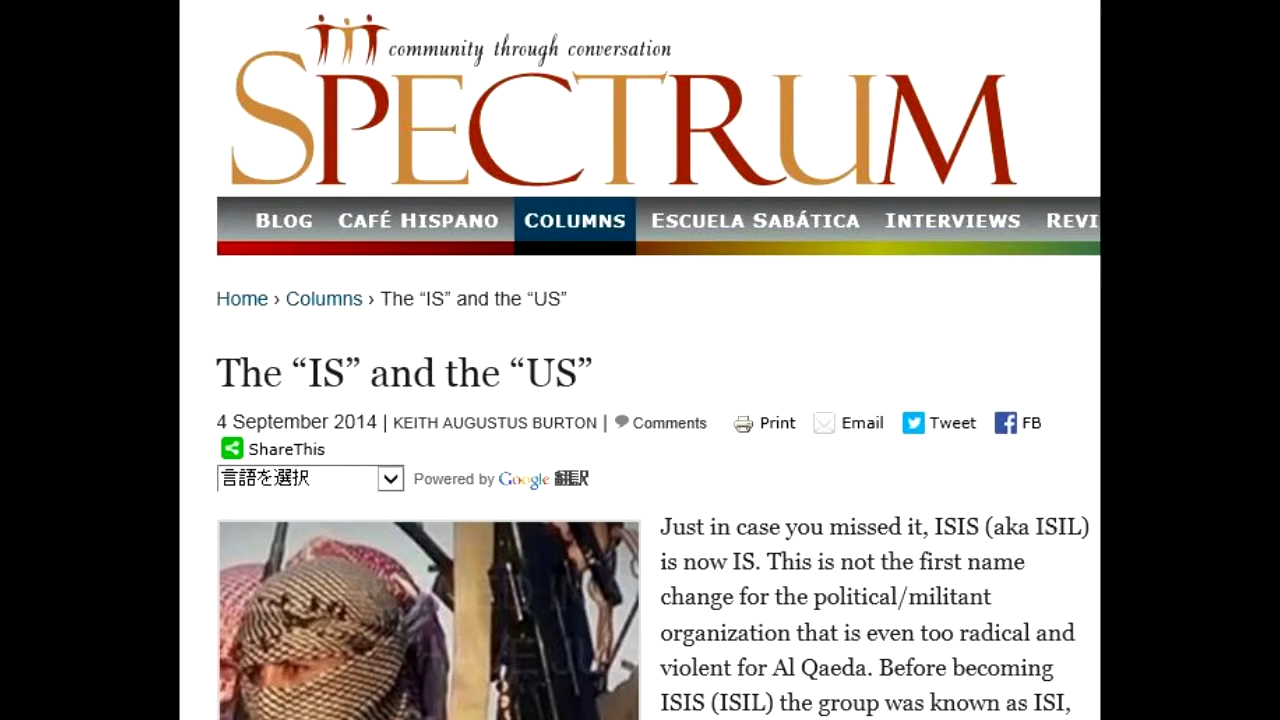 community through conversation
SPECTRUM
BLOG CAFÉ HISPANO COLUMNS ESCUELA SABÁTICA INTERVIEWS REVI
Home › Columns › The “IS” and the “US”
The “IS” and the “US”
4 September 2014 | KEITH AUGUSTUS BURTON | Comments Print Email Tweet FB
ShareThis
言語を選択 Powered by Google 翻訳
Just in case you missed it, ISIS (aka ISIL)
is now IS. This is not the first name
change for the political/militant
organization that is even too radical and
violent for Al Qaeda. Before becoming
ISIS (ISIL) the group was known as ISI,